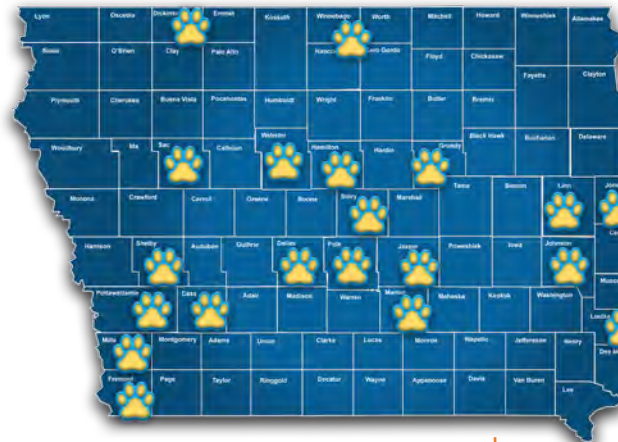 Lyon Osceola Dickinson Emmet Kossuth Winnebago Worth Mitchell Howard Winneshiek Allamakee
Sioux O'Brien Clay Palo Alto Hancock Cerro Gordo Floyd Chickasaw
Fayette Clayton
Plymouth Cherokee Buena Vista Pocahontas Humboldt Wright Franklin Butler Bremer
Woodbury Ida Sac Calhoun Webster Hamilton Hardin Grundy Black Hawk Buchanan Delaware
Monona Crawford Carroll Greene Boone Story Marshall Tama Benton Linn Jone
Harrison Shelby Audubon Guthrie Dallas Polk Jasper Poweshiek Iowa Johnson
Pottawattamie Cass Adair Madison Warren Marion Mahaska Keokuk Washington
Mills Montgomery Adams Union Clarke Lucas Monroe Wapello Jefferson Henry
Fremont Page Taylor Ringgold Decatur Wayne Appanoose Davis Van Buren Lee